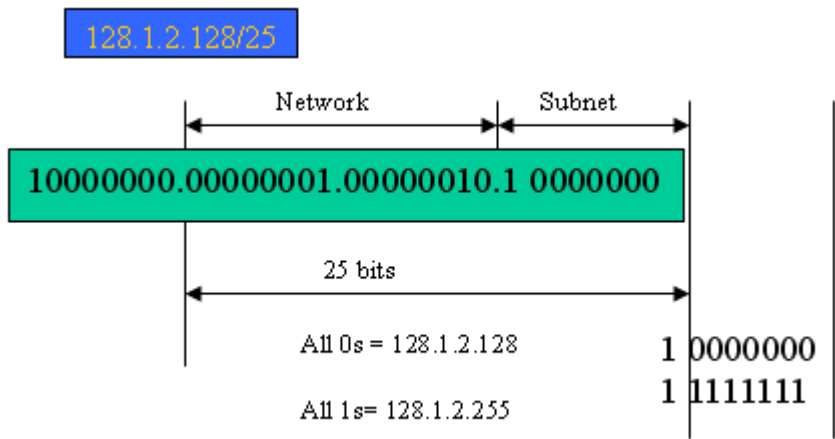 128.1.2.128/25
Network Subnet
10000000.00000001.00000010.1 0000000
25 bits
All 0s = 128.1.2.128
1 0000000
1 1111111
All 1s= 128.1.2.255